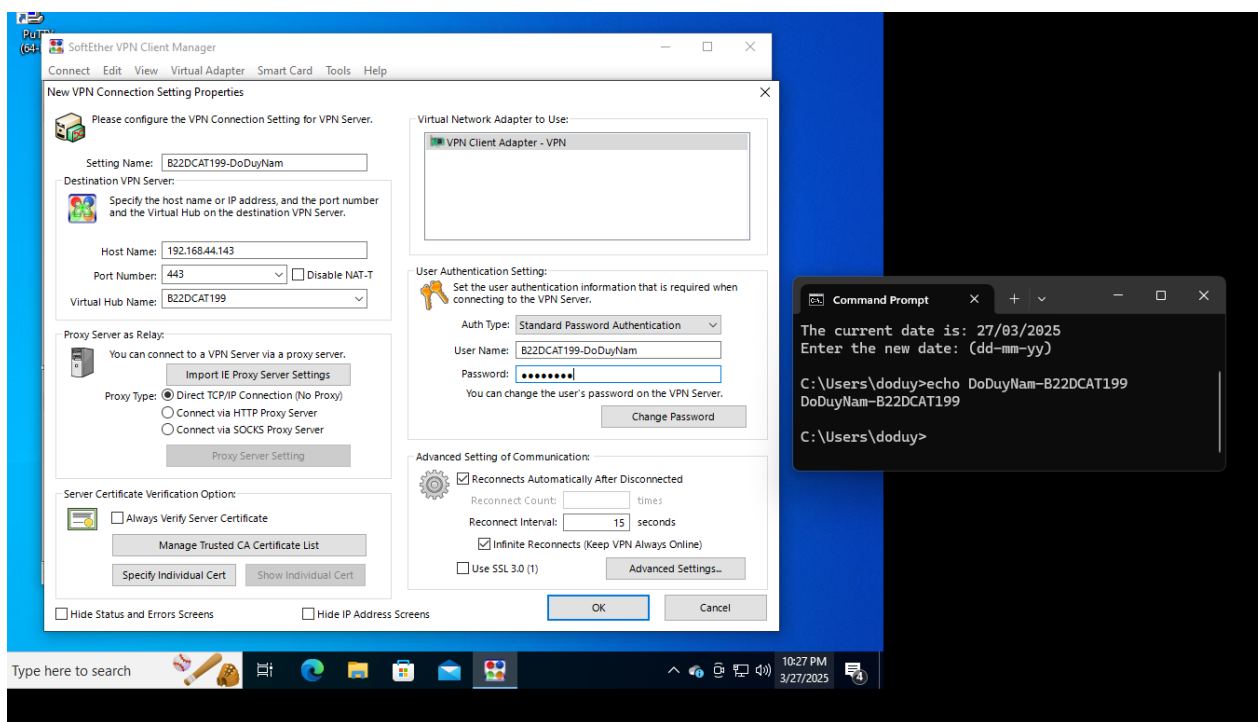 PuTTY
(64-
SoftEther VPN Client Manager
Connect Edit View Virtual Adapter Smart Card Tools Help
New VPN Connection Setting Properties
Please configure the VPN Connection Setting for VPN Server.
Setting Name: B22DCAT199-DoDuyNam
Destination VPN Server:
Specify the host name or IP address, and the port number
and the Virtual Hub on the destination VPN Server.
Host Name: 192.168.44.143
Port Number: 443 Disable NAT-T
Virtual Hub Name: B22DCAT199
Proxy Server as Relay:
You can connect to a VPN Server via a proxy server.
Import IE Proxy Server Settings
Proxy Type: Direct TCP/IP Connection (No Proxy)
Connect via HTTP Proxy Server
Connect via SOCKS Proxy Server
Proxy Server Setting
Server Certificate Verification Option:
Always Verify Server Certificate
Manage Trusted CA Certificate List
Specify Individual Cert Show Individual Cert
Hide Status and Errors Screens Hide IP Address Screens
Virtual Network Adapter to Use:
VPN Client Adapter - VPN
User Authentication Setting:
Set the user authentication information that is required when
connecting to the VPN Server.
Auth Type: Standard Password Authentication
User Name: B22DCAT199-DoDuyNam
Password: ●●●●●●●●
You can change the user's password on the VPN Server.
Change Password
Advanced Setting of Communication:
Reconnects Automatically After Disconnected
Reconnect Count: times
Reconnect Interval: 15 seconds
Infinite Reconnects (Keep VPN Always Online)
Use SSL 3.0 (1) Advanced Settings...
OK Cancel
Command Prompt
The current date is: 27/03/2025
Enter the new date: (dd-mm-yy)
C:\Users\doduy>echo DoDuyNam-B22DCAT199
DoDuyNam-B22DCAT199
C:\Users\doduy>
Type here to search
10:27 PM
3/27/2025
4